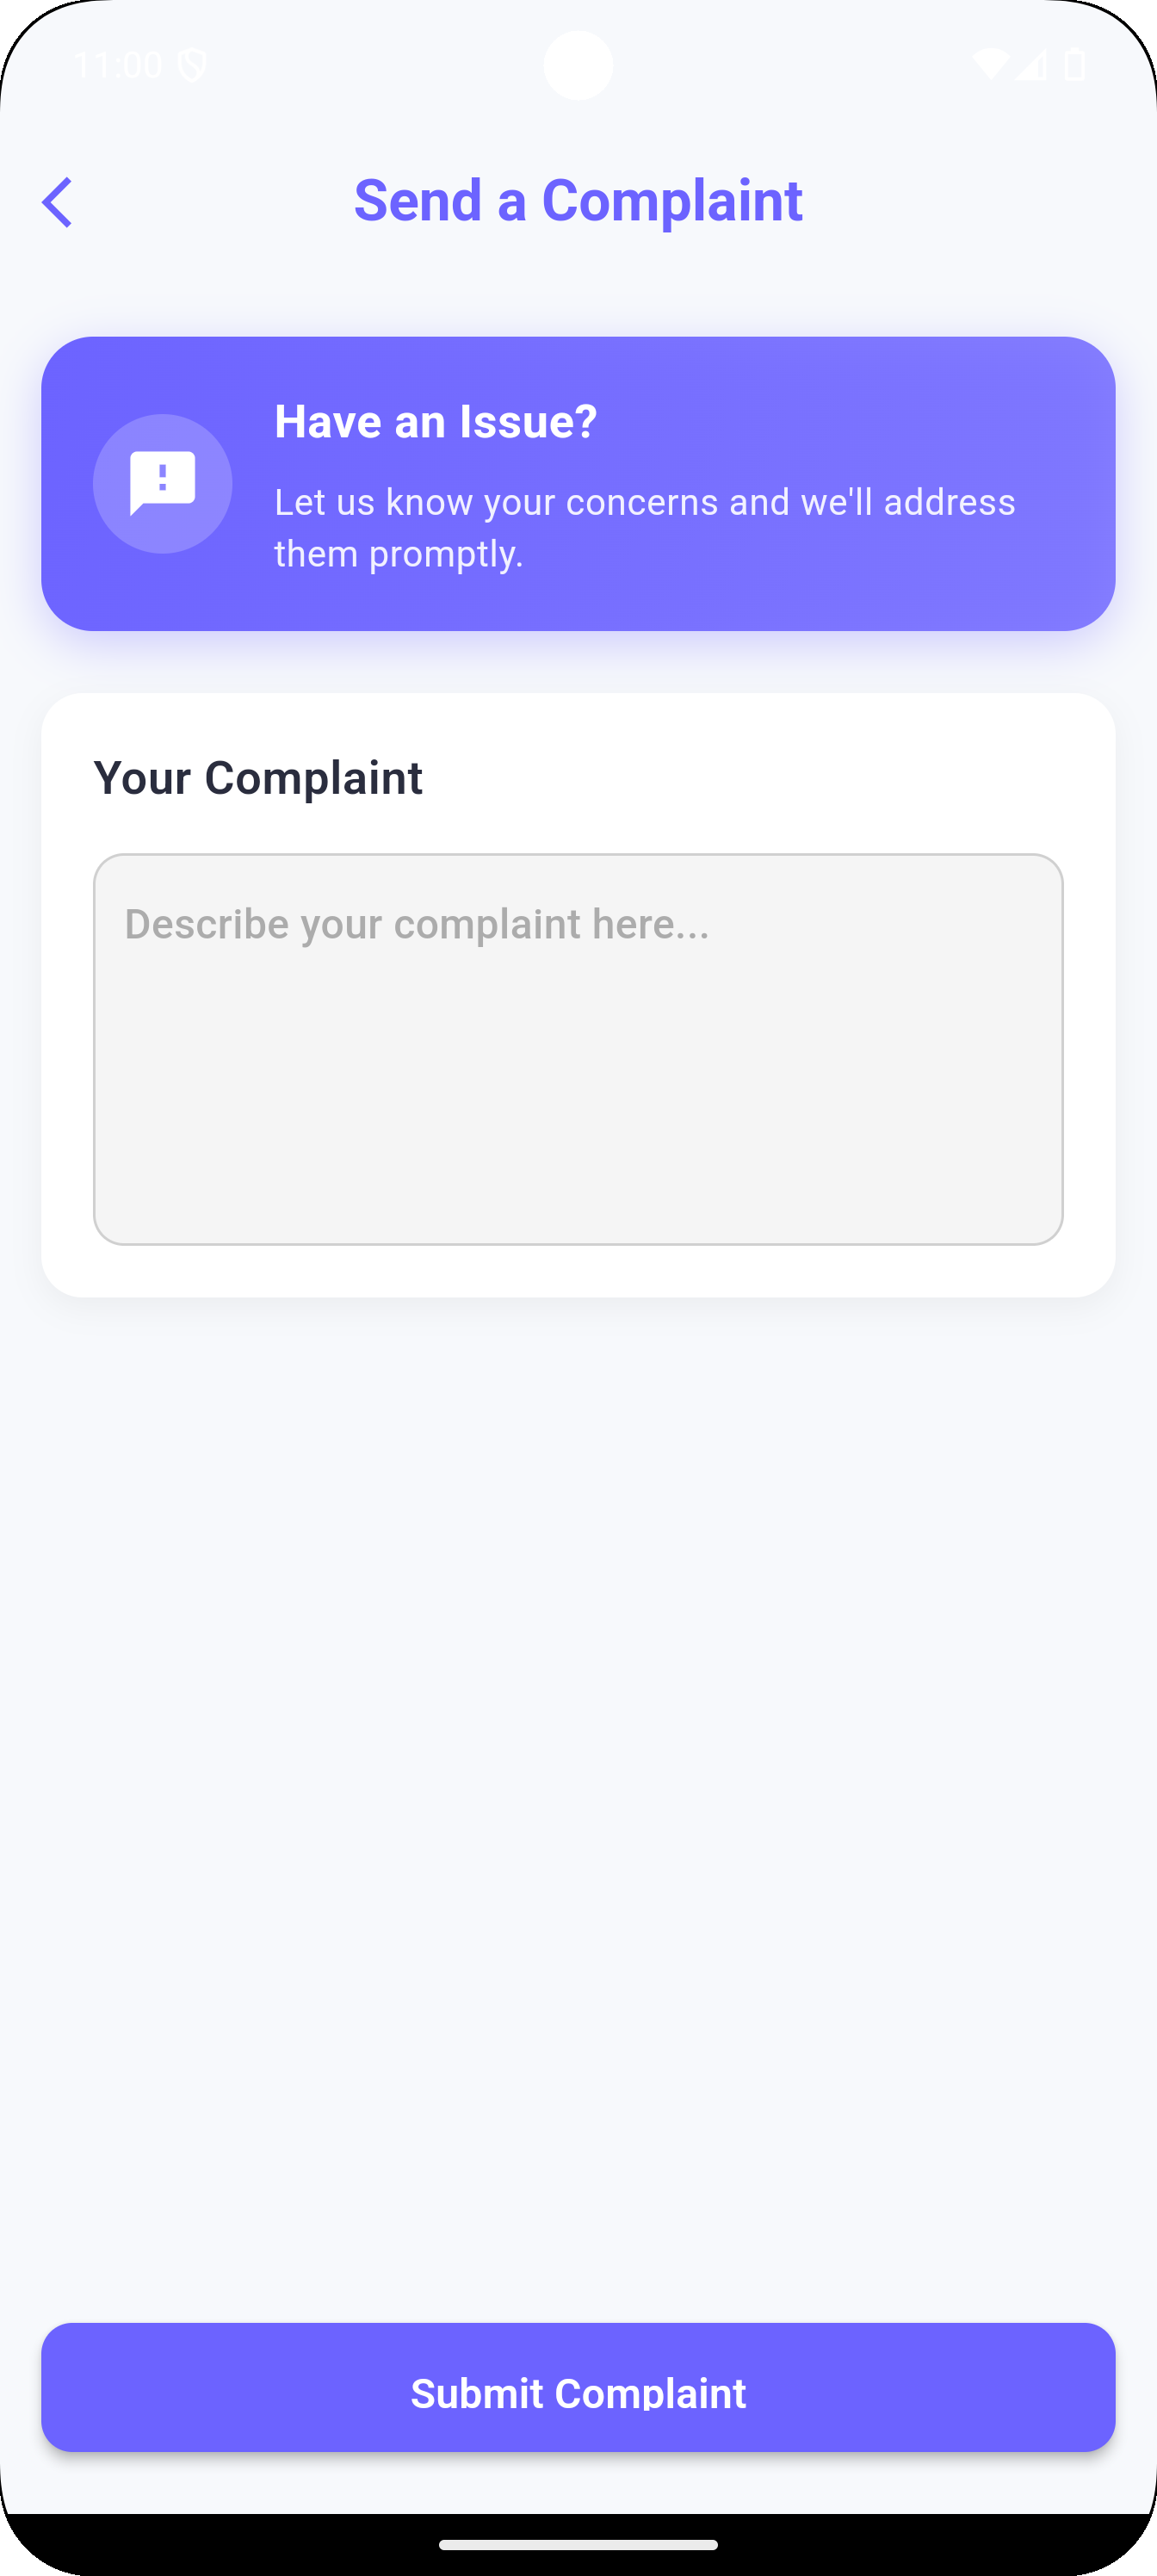 11:00
Send a Complaint
Have an Issue?
Let us know your concerns and we'll address
them promptly.
Your Complaint
Describe your complaint here...
Submit Complaint